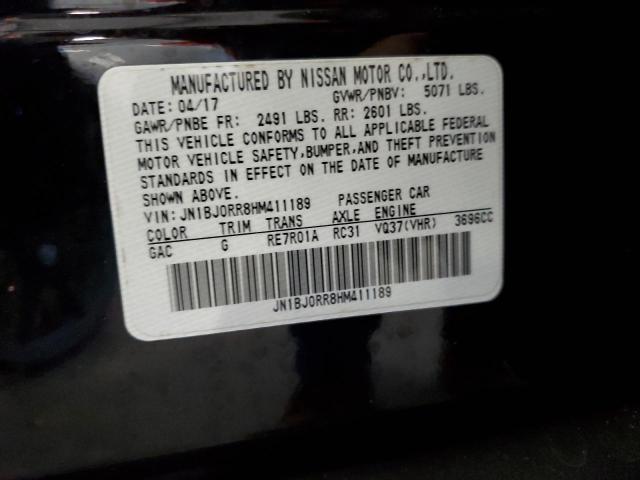 MANUFACTURED BY NISSAN MOTOR CO.,LTD.
DATE: 04/17 GVWR/PNBV: 5071 LBS.
GAWR/PNBE FR: 2491 LBS. RR: 2601 LBS.
THIS VEHICLE CONFORMS TO ALL APPLICABLE FEDERAL
MOTOR VEHICLE SAFETY,BUMPER,AND THEFT PREVENTION
STANDARDS IN EFFECT ON THE DATE OF MANUFACTURE
SHOWN ABOVE.
VIN: JN1BJ0RR8HM411189 PASSENGER CAR
COLOR TRIM TRANS AXLE ENGINE
GAC G RE7R01A RC31 VQ37(VHR) 3696CC
JN1BJ0RR8HM411189